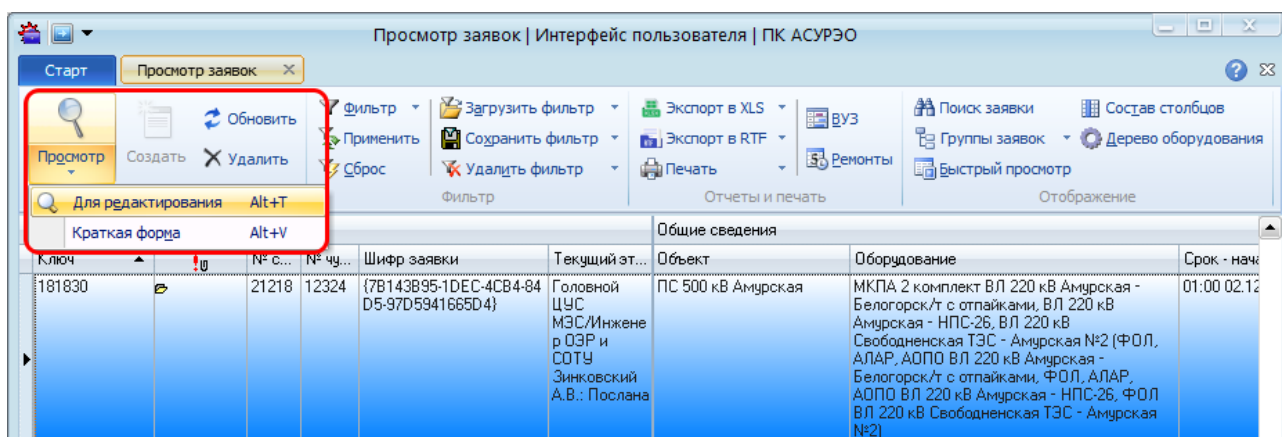 Просмотр заявок | Интерфейс пользователя | ПК АСУРЭО
Старт Просмотр заявок
Просмотр Создать Обновить Удалить
Фильтр Применить Сброс
Загрузить фильтр Сохранить фильтр Удалить фильтр
Фильтр
Экспорт в XLS Экспорт в RTF Печать
ВУЗ Ремонты
Отчеты и печать
Поиск заявки Группы заявок Быстрый просмотр
Состав столбцов Дерево оборудования
Отображение
Для редактирования Alt+T
Краткая форма Alt+V
Общие сведения
Ключ № с... № чу... Шифр заявки Текущий эт... Объект Оборудование Срок - нача
181830 21218 12324 {7B143B95-1DEC-4CB4-84
D5-97D5941665D4}
Головной
ЦУС
МЭС/Инжене
р ОЭР и
СОТУ
Зинковский
А.В.: Послана
ПС 500 кВ Амурская
МКПА 2 комплект ВЛ 220 кВ Амурская -
Белогорск/т с отпайками, ВЛ 220 кВ
Амурская - НПС-26, ВЛ 220 кВ
Свободненская ТЭС - Амурская №2 (ФОЛ,
АЛАР, АОПО ВЛ 220 кВ Амурская -
Белогорск/т с отпайками, ФОЛ, АЛАР,
АОПО ВЛ 220 кВ Амурская - НПС-26, ФОЛ
ВЛ 220 кВ Свободненская ТЭС - Амурская
№2)
01:00 02.12